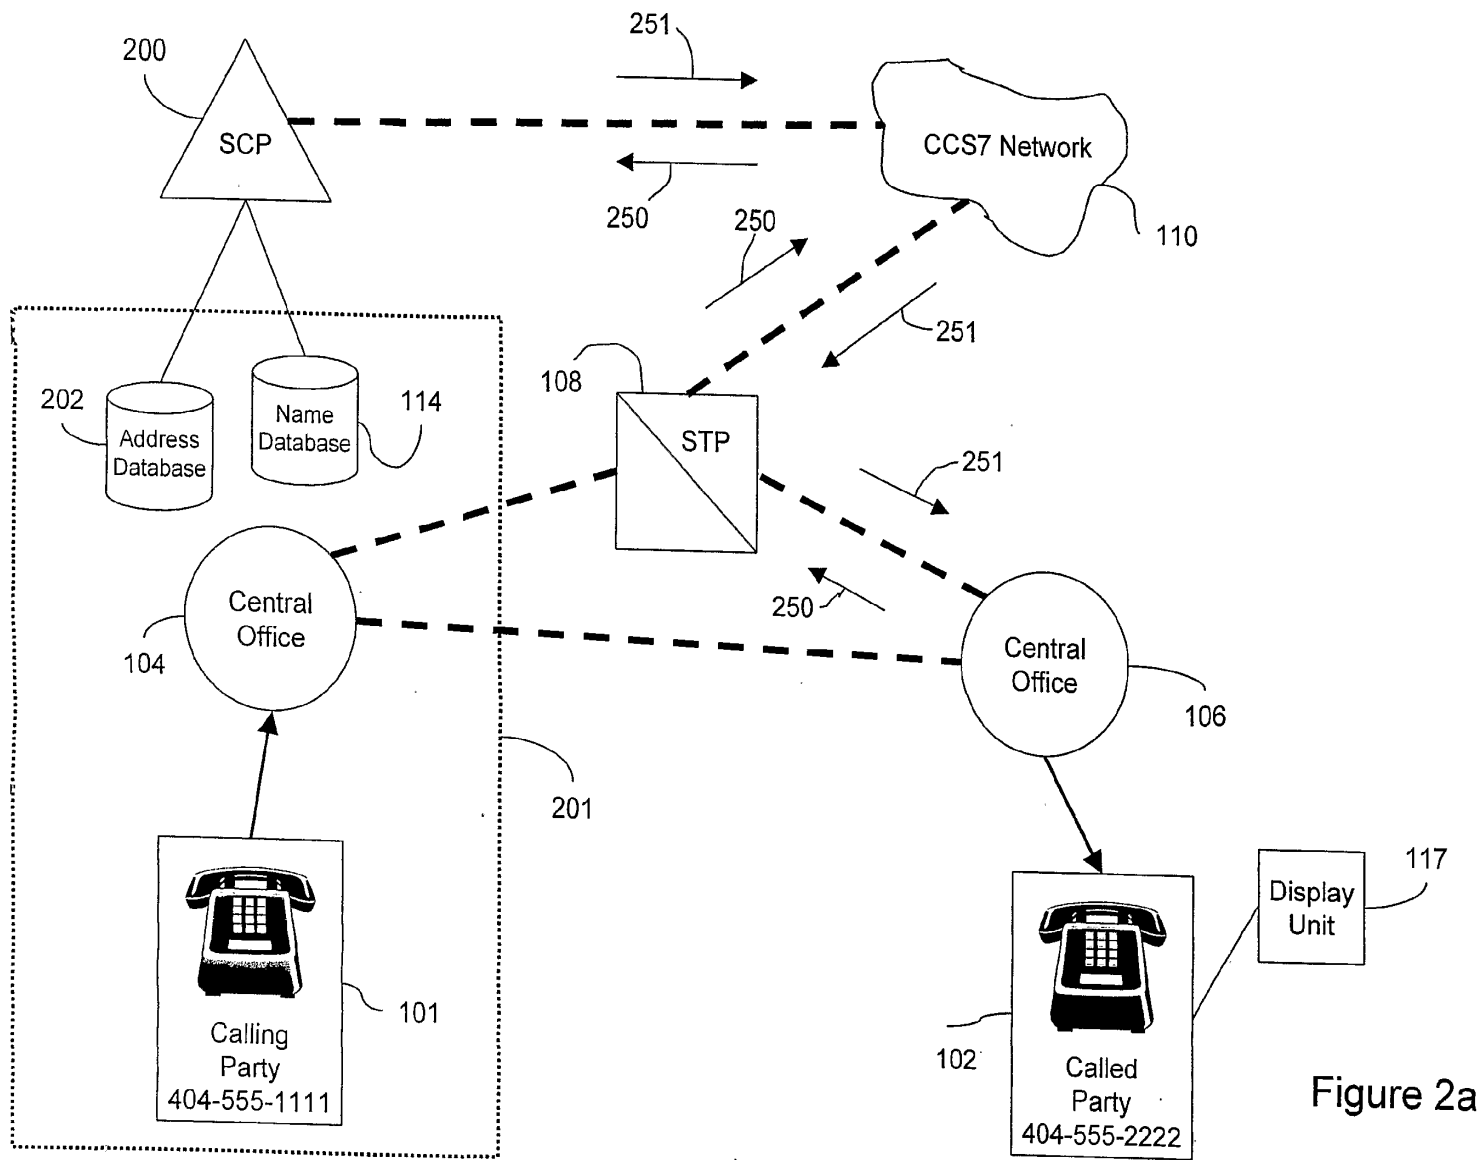 251
200
SCP
CCS7 Network
250
250
110
251
108
202
Address
Database
Name
Database
114
STP
251
250
Central
Office
104
Central
Office
106
201
117
Display
Unit
101
Calling
Party
404-555-1111
102
Called
Party
404-555-2222
Figure 2a